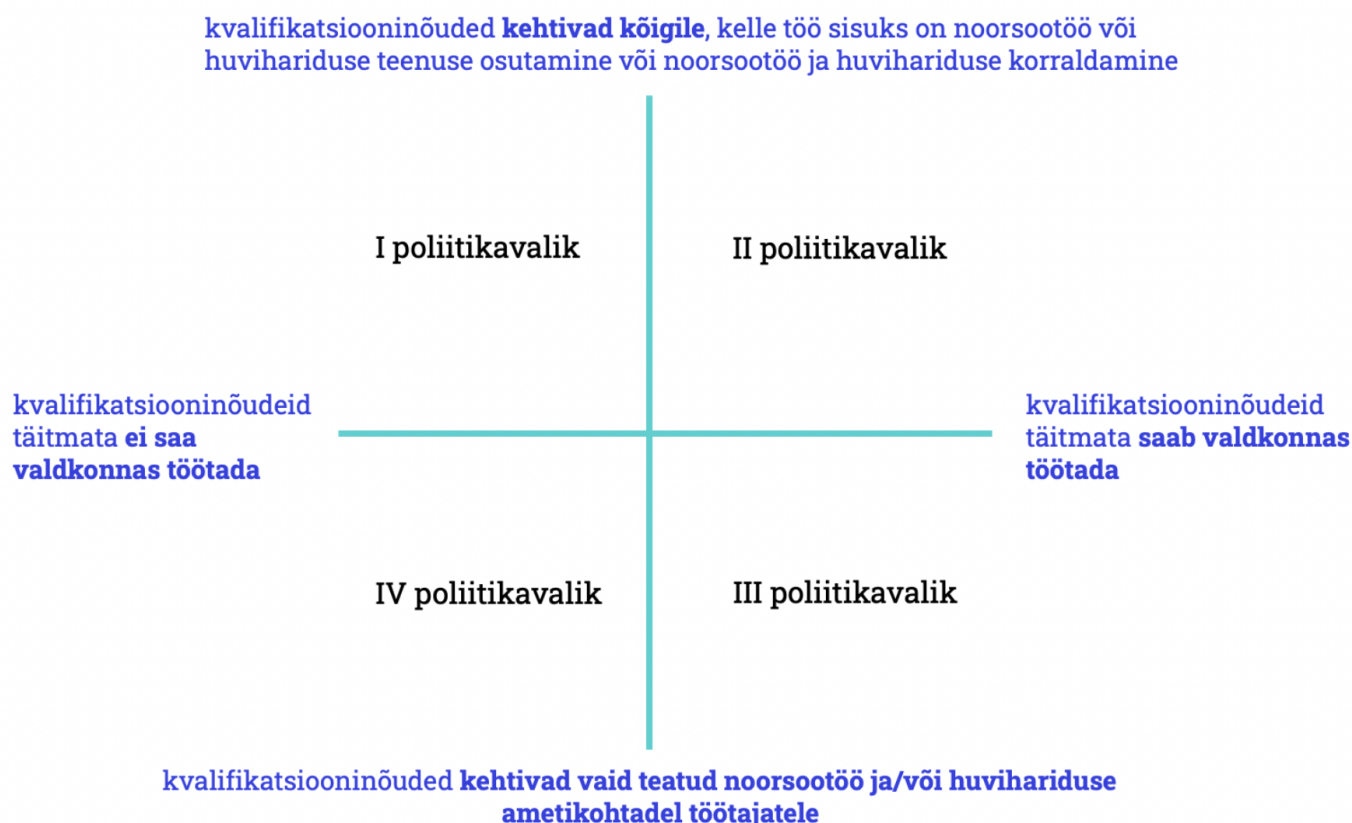 kvalifikatsiooninõuded kehtivad kõigile, kelle töö sisuks on noorsootöö või
huvihariduse teenuse osutamine või noorsootöö ja huvihariduse korraldamine
I poliitikavalik
II poliitikavalik
kvalifikatsiooninõudeid
täitmata ei saa
valdkonnas töötada
kvalifikatsiooninõudeid
täitmata saab valdkonnas
töötada
IV poliitikavalik
III poliitikavalik
kvalifikatsiooninõuded kehtivad vaid teatud noorsootöö ja/või huvihariduse
ametikohtadel töötajatele